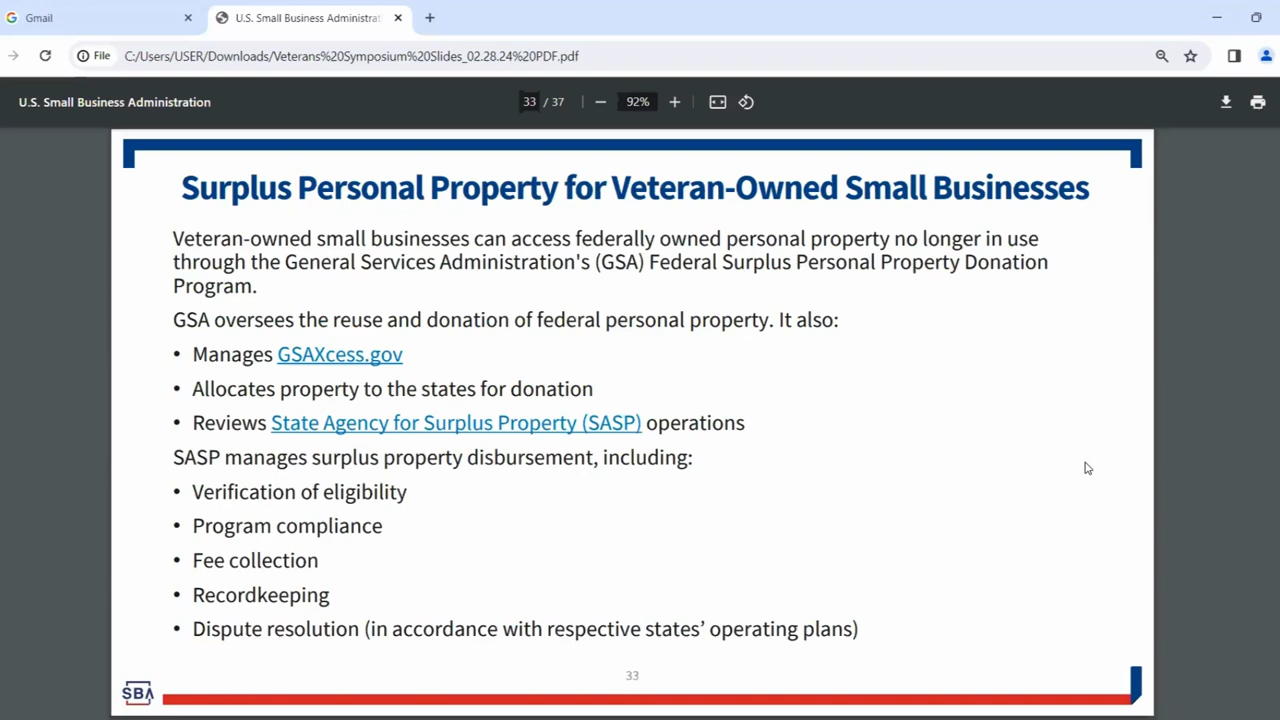 Gmail
U.S. Small Business Administrat
File
C:/Users/USER/Downloads/Veterans%20Symposium%20Slides_02.28.24%20PDF.pdf
U.S. Small Business Administration
33 / 37
92%
Surplus Personal Property for Veteran-Owned Small Businesses
Veteran-owned small businesses can access federally owned personal property no longer in use
through the General Services Administration's (GSA) Federal Surplus Personal Property Donation
Program.
GSA oversees the reuse and donation of federal personal property. It also:
• Manages GSAXcess.gov
• Allocates property to the states for donation
• Reviews State Agency for Surplus Property (SASP) operations
SASP manages surplus property disbursement, including:
• Verification of eligibility
• Program compliance
• Fee collection
• Recordkeeping
• Dispute resolution (in accordance with respective states’ operating plans)
33
SBA